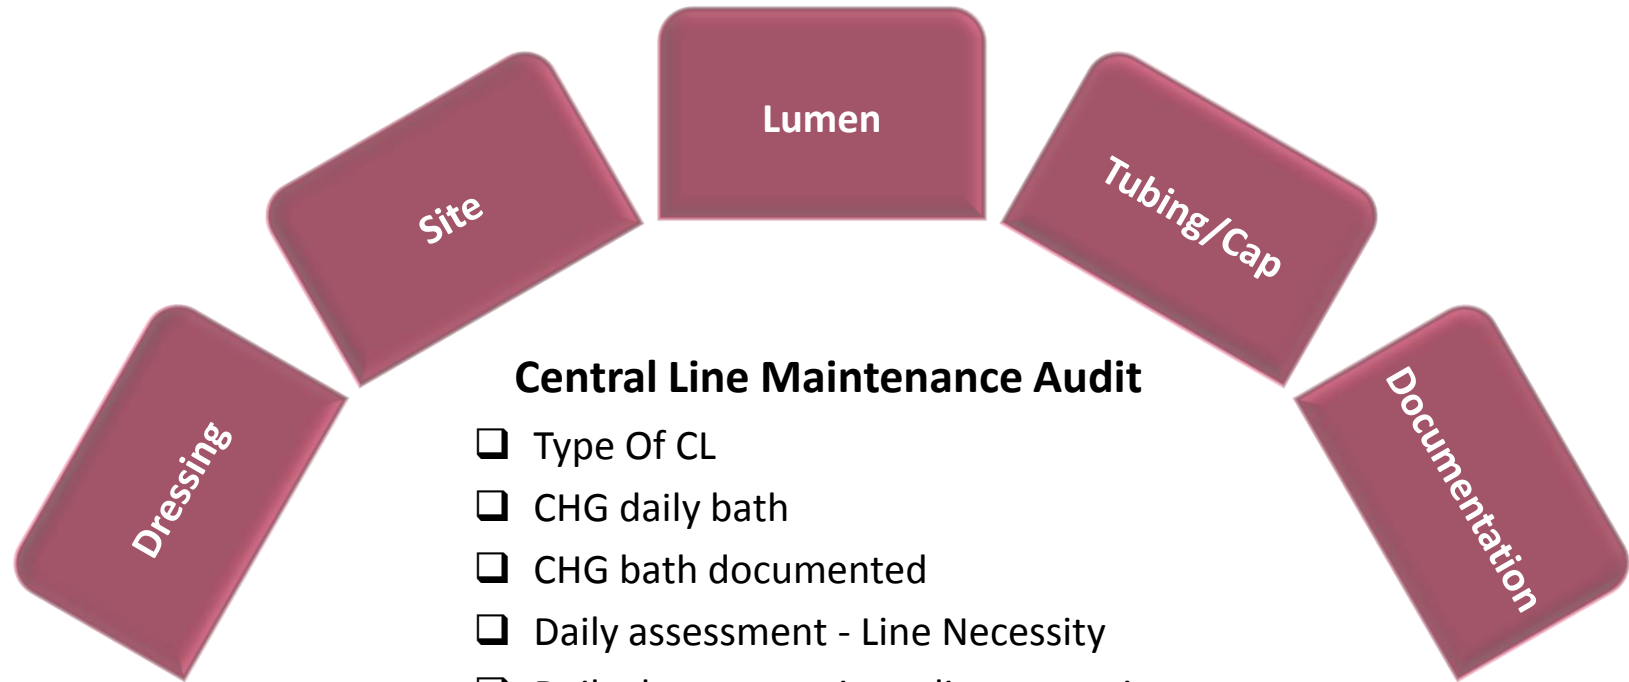 Lumen
Site
Tubing/Cap
Dressing
Documentation
Central Line Maintenance Audit
Type Of CL
CHG daily bath
CHG bath documented
Daily assessment - Line Necessity